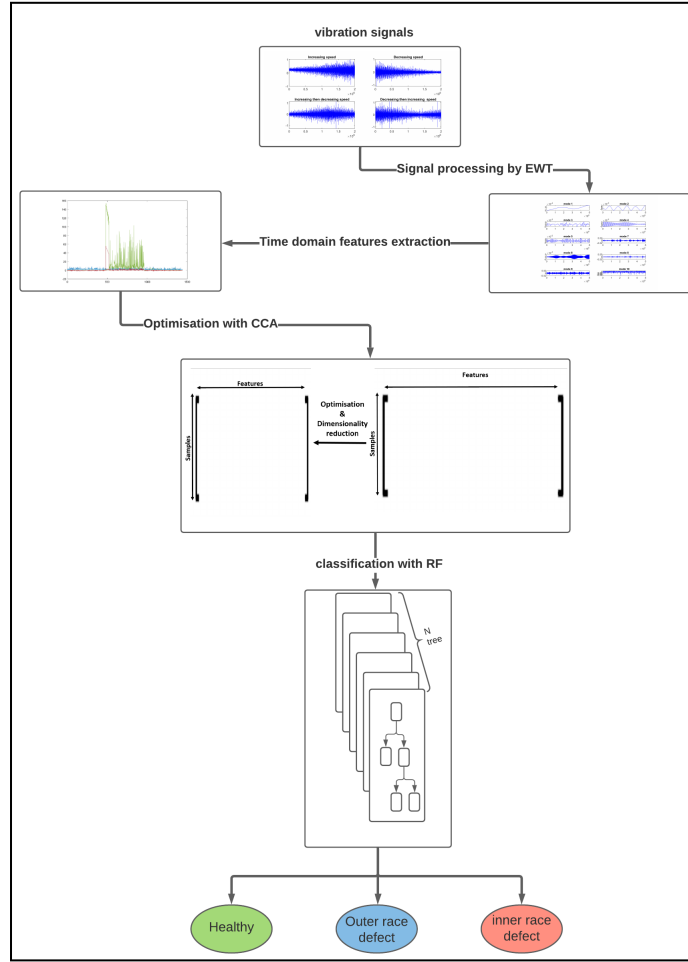 vibration signals
Increasing speed
Decreasing speed
Increasing then decreasing speed
Decreasing then increasing speed
Signal processing by EWT
Time domain features extraction
Optimisation with CCA
Features
Samples
Optimisation
&
Dimensionality
reduction
Features
Samples
classification with RF
N
tree
Healthy
Outer race
defect
inner race
defect